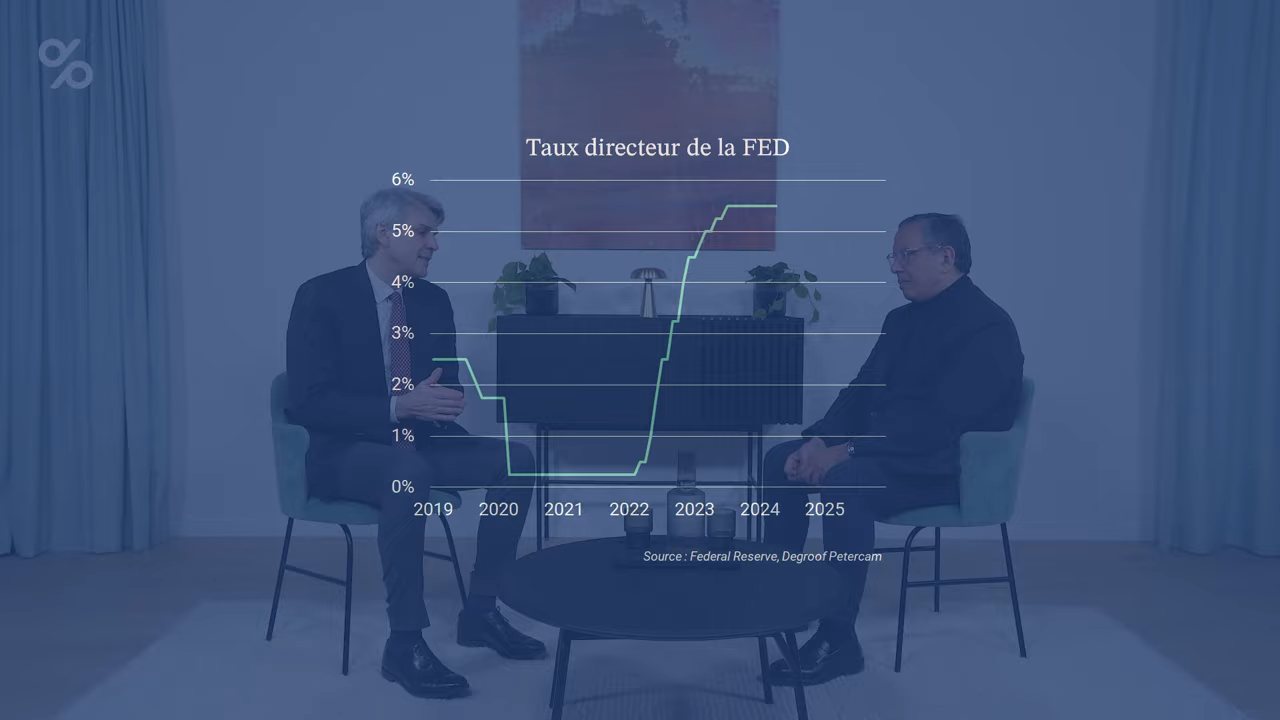 Taux directeur de la FED
6%
5%
4%
3%
2%
1%
0%
2019 2020 2021 2022 2023 2024 2025
Source : Federal Reserve, Degroof Petercam